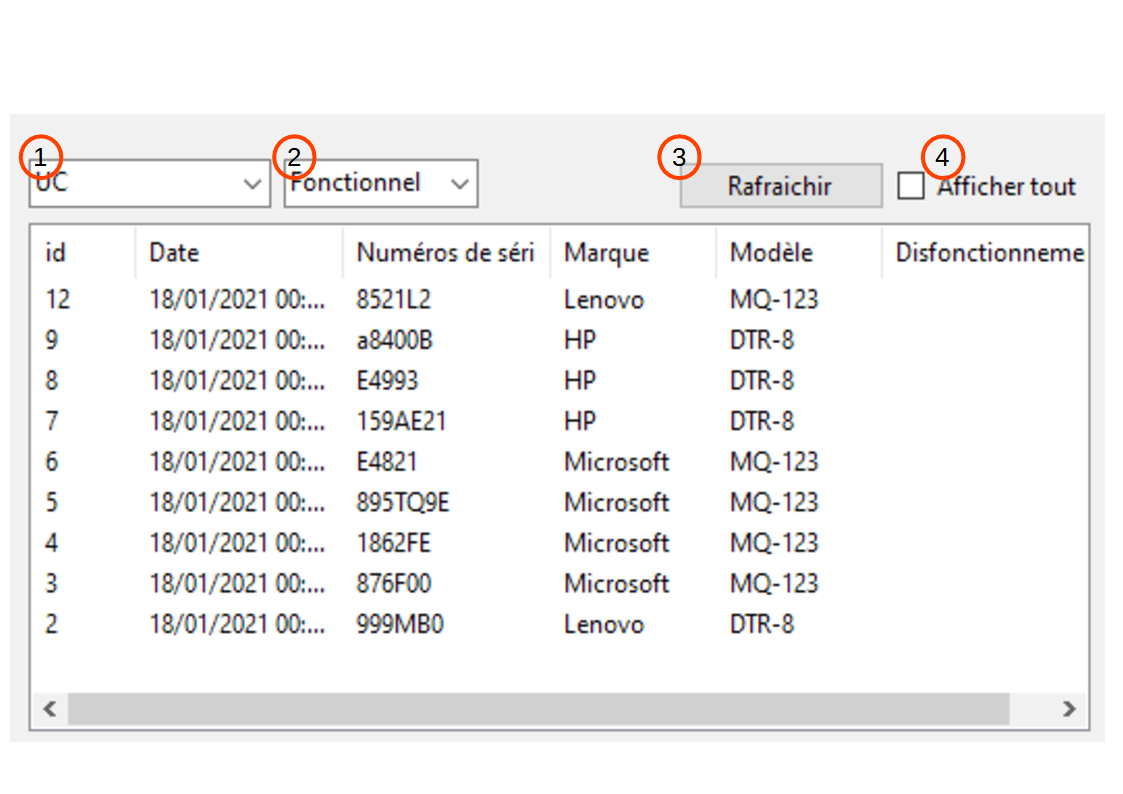 1 2 3 4
UC Fonctionnel Rafraichir Afficher tout
id Date Numéros de séri Marque Modèle Disfonctionneme
12 18/01/2021 00:... 8521L2 Lenovo MQ-123
9 18/01/2021 00:... a8400B HP DTR-8
8 18/01/2021 00:... E4993 HP DTR-8
7 18/01/2021 00:... 159AE21 HP DTR-8
6 18/01/2021 00:... E4821 Microsoft MQ-123
5 18/01/2021 00:... 895TQ9E Microsoft MQ-123
4 18/01/2021 00:... 1862FE Microsoft MQ-123
3 18/01/2021 00:... 876F00 Microsoft MQ-123
2 18/01/2021 00:... 999MB0 Lenovo DTR-8